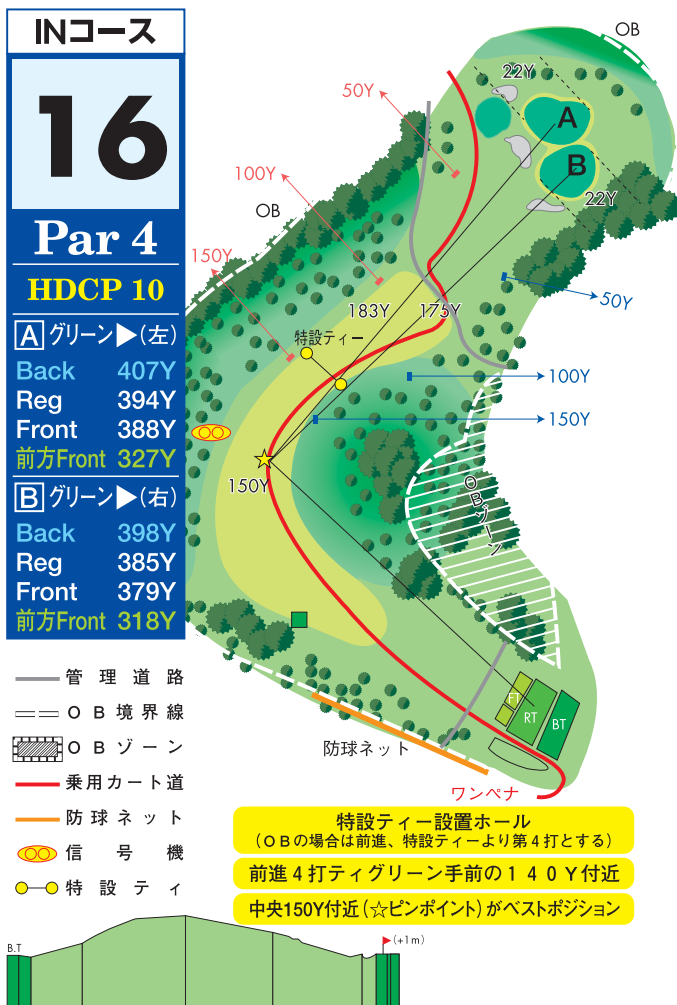 INコース
16
Par 4
HDCP 10
A グリーン▶(左)
Back 407Y
Reg 394Y
Front 388Y
前方Front 327Y
B グリーン▶(右)
Back 398Y
Reg 385Y
Front 379Y
前方Front 318Y
OB
22Y
50Y
A
B
22Y
100Y
OB
150Y
50Y
183Y
175Y
特設ティー
100Y
150Y
150Y
OBゾーン
FT
RT
BT
防球ネット
ワンペナ
管理道路
OB境界線
OBゾーン
乗用カート道
防球ネット
信号機
特設ティ
特設ティー設置ホール
(OBの場合は前進、特設ティーより第4打とする)
前進4打ティグリーン手前の140Y付近
中央150Y付近(☆ピンポイント)がベストポジション
B.T
(+1m)